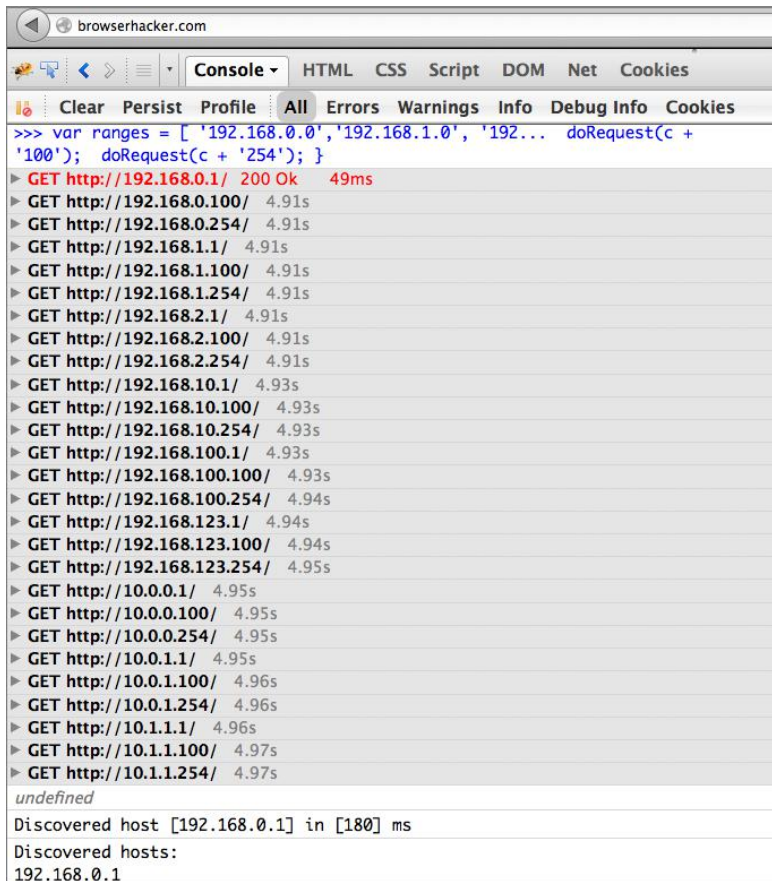 browserhacker.com
Console HTML CSS Script DOM Net Cookies
Clear Persist Profile All Errors Warnings Info Debug Info Cookies
>>> var ranges = [ '192.168.0.0','192.168.1.0', '192... doRequest(c +
'100'); doRequest(c + '254'); }
GET http://192.168.0.1/ 200 Ok 49ms
GET http://192.168.0.100/ 4.91s
GET http://192.168.0.254/ 4.91s
GET http://192.168.1.1/ 4.91s
GET http://192.168.1.100/ 4.91s
GET http://192.168.1.254/ 4.91s
GET http://192.168.2.1/ 4.91s
GET http://192.168.2.100/ 4.91s
GET http://192.168.2.254/ 4.91s
GET http://192.168.10.1/ 4.93s
GET http://192.168.10.100/ 4.93s
GET http://192.168.10.254/ 4.93s
GET http://192.168.100.1/ 4.93s
GET http://192.168.100.100/ 4.93s
GET http://192.168.100.254/ 4.94s
GET http://192.168.123.1/ 4.94s
GET http://192.168.123.100/ 4.94s
GET http://192.168.123.254/ 4.95s
GET http://10.0.0.1/ 4.95s
GET http://10.0.0.100/ 4.95s
GET http://10.0.0.254/ 4.95s
GET http://10.0.1.1/ 4.95s
GET http://10.0.1.100/ 4.96s
GET http://10.0.1.254/ 4.96s
GET http://10.1.1.1/ 4.96s
GET http://10.1.1.100/ 4.97s
GET http://10.1.1.254/ 4.97s
undefined
Discovered host [192.168.0.1] in [180] ms
Discovered hosts:
192.168.0.1